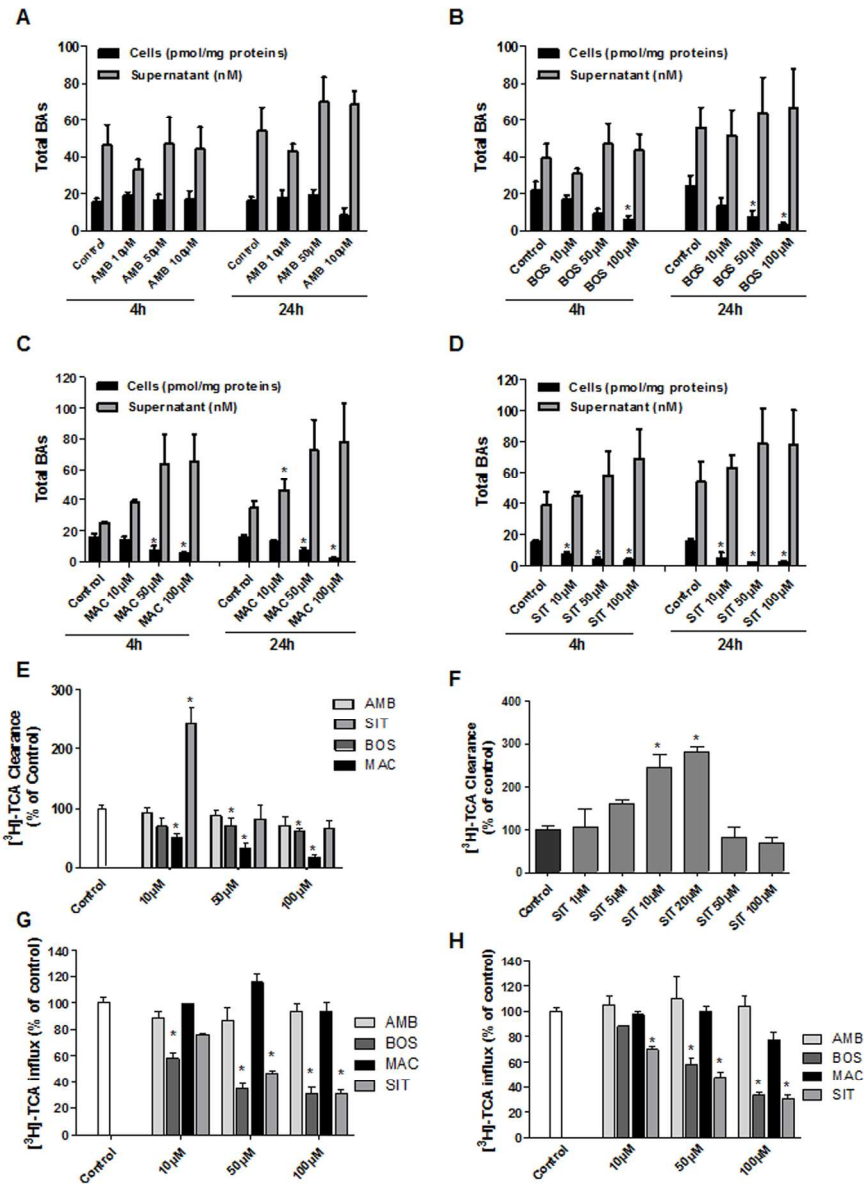 A
Total BAs
100
80
60
40
20
0
Cells (pmol/mg proteins)
Supernatant (nM)
Control
AMB 10µM
AMB 50µM
AMB 100µM
Control
AMB 10µM
AMB 50µM
AMB 100µM
4h
24h
B
Total BAs
100
80
60
40
20
0
Cells (pmol/mg proteins)
Supernatant (nM)
* * *
Control
BOS 10µM
BOS 50µM
BOS 100µM
Control
BOS 10µM
BOS 50µM
BOS 100µM
4h
24h
C
Total BAs
120
100
80
60
40
20
0
Cells (pmol/mg proteins)
Supernatant (nM)
* * * * *
Control
MAC 10µM
MAC 50µM
MAC 100µM
Control
MAC 10µM
MAC 50µM
MAC 100µM
4h
24h
D
Total BAs
120
100
80
60
40
20
0
Cells (pmol/mg proteins)
Supernatant (nM)
* * * * * *
Control
SIT 10µM
SIT 50µM
SIT 100µM
Control
SIT 10µM
SIT 50µM
SIT 100µM
4h
24h
E
[³H]-TCA Clearance
(% of Control)
300
200
100
0
* * * * * *
AMB
SIT
BOS
MAC
Control
10µM
50µM
100µM
F
[³H]-TCA Clearance
(% of control)
400
300
200
100
0
* *
Control
SIT 1µM
SIT 5µM
SIT 10µM
SIT 20µM
SIT 50µM
SIT 100µM
G
[³H]-TCA influx (% of control)
140
120
100
80
60
40
20
0
* * * * *
AMB
BOS
MAC
SIT
Control
10µM
50µM
100µM
H
[³H]-TCA influx (% of control)
140
120
100
80
60
40
20
0
* * * * *
AMB
BOS
MAC
SIT
Control
10µM
50µM
100µM